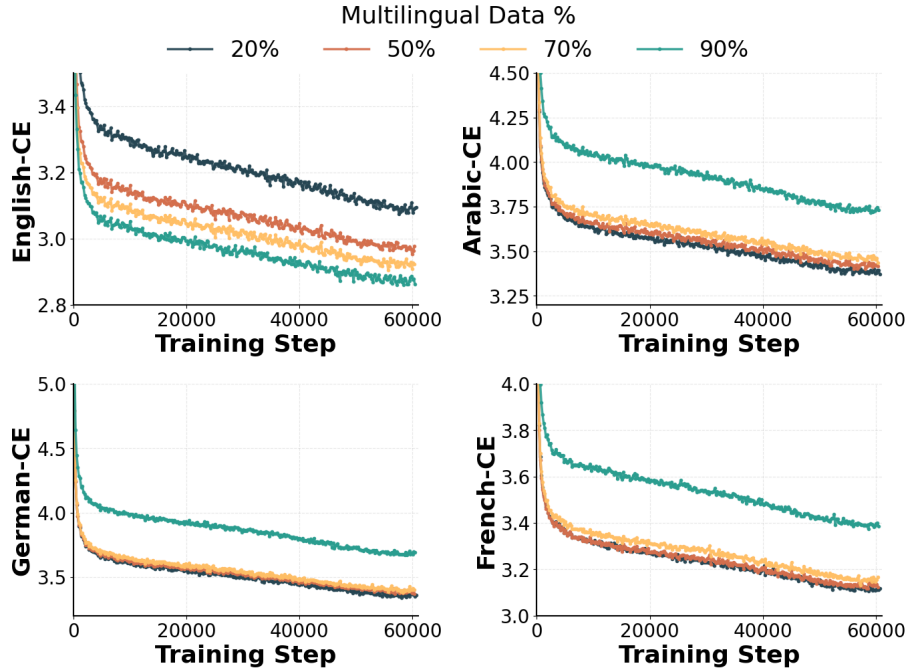 Multilingual Data %
20% 50% 70% 90%
English-CE
3.4
3.2
3.0
2.8
0 20000 40000 60000
Training Step
Arabic-CE
4.50
4.25
4.00
3.75
3.50
3.25
0 20000 40000 60000
Training Step
German-CE
5.0
4.5
4.0
3.5
0 20000 40000 60000
Training Step
French-CE
4.0
3.8
3.6
3.4
3.2
3.0
0 20000 40000 60000
Training Step